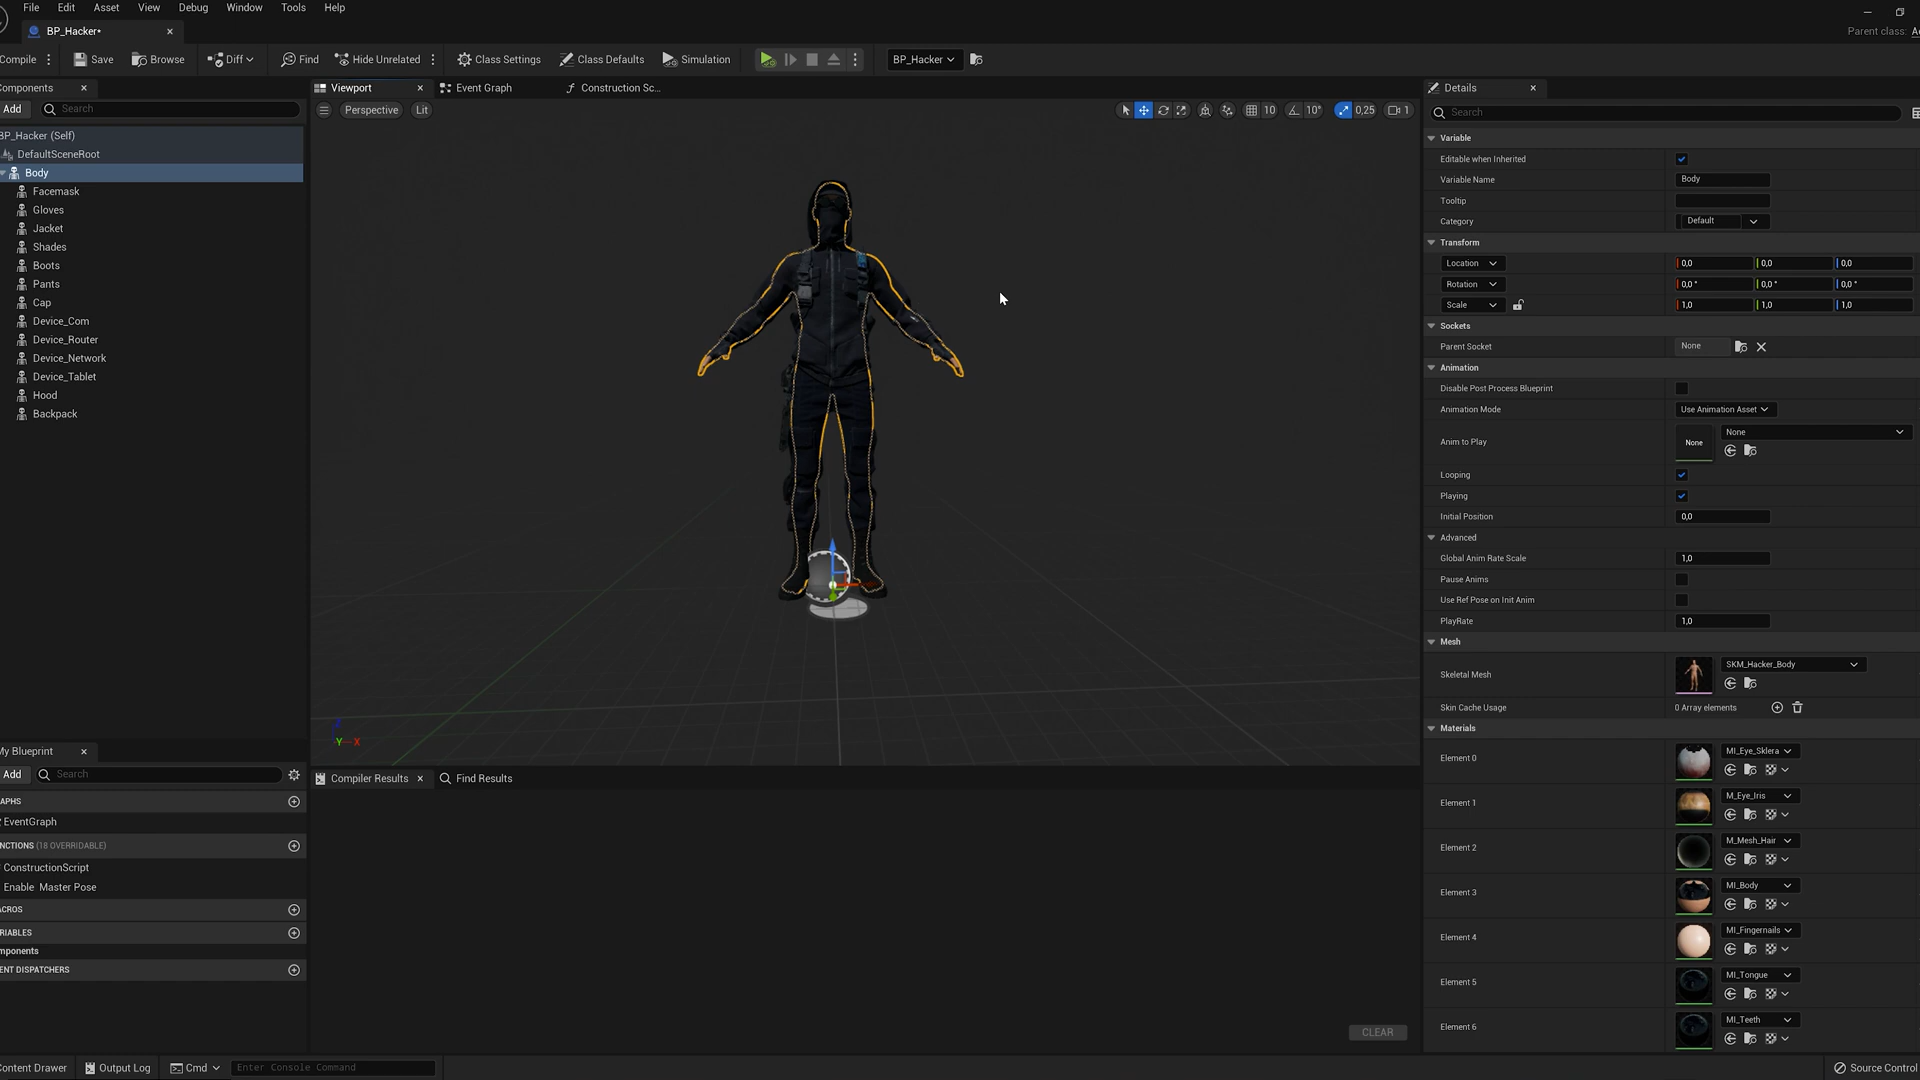 File Edit Asset View Debug Window Tools Help
BP_Hacker•
Parent class:
Compile Save Browse Diff Find Hide Unrelated Class Settings Class Defaults Simulation BP_Hacker
Components
Add Search
BP_Hacker (Self)
DefaultSceneRoot
Body
Facemask
Gloves
Jacket
Shades
Boots
Pants
Cap
Device_Com
Device_Router
Device_Network
Device_Tablet
Hood
Backpack
My Blueprint
Add Search
APHS
EventGraph
NCTIONS (18 OVERRIDABLE)
ConstructionScript
Enable Master Pose
ACROS
RIABLES
mponents
ENT DISPATCHERS
Viewport Event Graph Construction Sc...
Perspective Lit 10 10° 0,25 1
Z
Y X
Compiler Results Find Results
CLEAR
Details
Search
Variable
Editable when Inherited
Variable Name Body
Tooltip
Category Default
Transform
Location 0,0 0,0 0,0
Rotation 0,0 ° 0,0 ° 0,0 °
Scale 1,0 1,0 1,0
Sockets
Parent Socket None
Animation
Disable Post Process Blueprint
Animation Mode Use Animation Asset
Anim to Play None None
Looping
Playing
Initial Position 0,0
Advanced
Global Anim Rate Scale 1,0
Pause Anims
Use Ref Pose on Init Anim
PlayRate 1,0
Mesh
Skeletal Mesh SKM_Hacker_Body
Skin Cache Usage 0 Array elements
Materials
Element 0 MI_Eye_Sklera
Element 1 M_Eye_Iris
Element 2 M_Mesh_Hair
Element 3 MI_Body
Element 4 MI_Fingernails
Element 5 MI_Tongue
Element 6 MI_Teeth
Content Drawer Output Log Cmd Enter Console Command Source Control